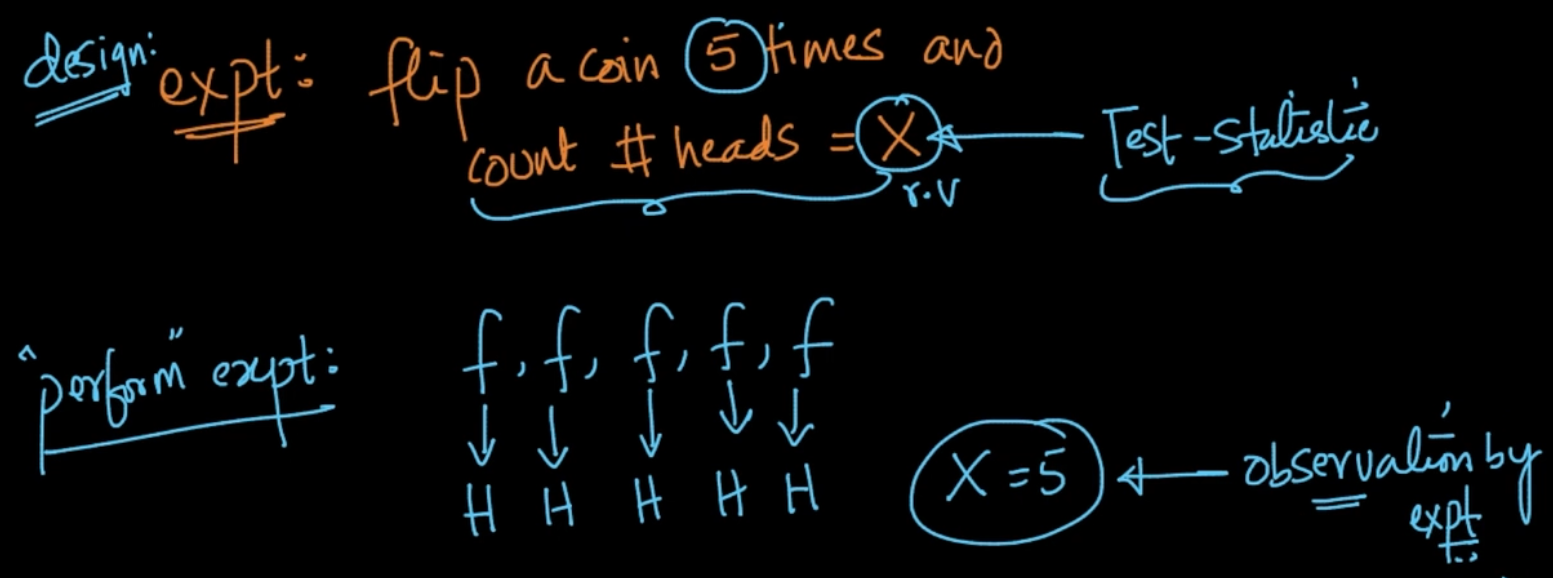 design: expt: flip a coin 5 times and
count # heads = X ← Test-Statistic
r.v
"perform" expt: f, f, f, f, f
H H H H H
X = 5 ← observation by
expt